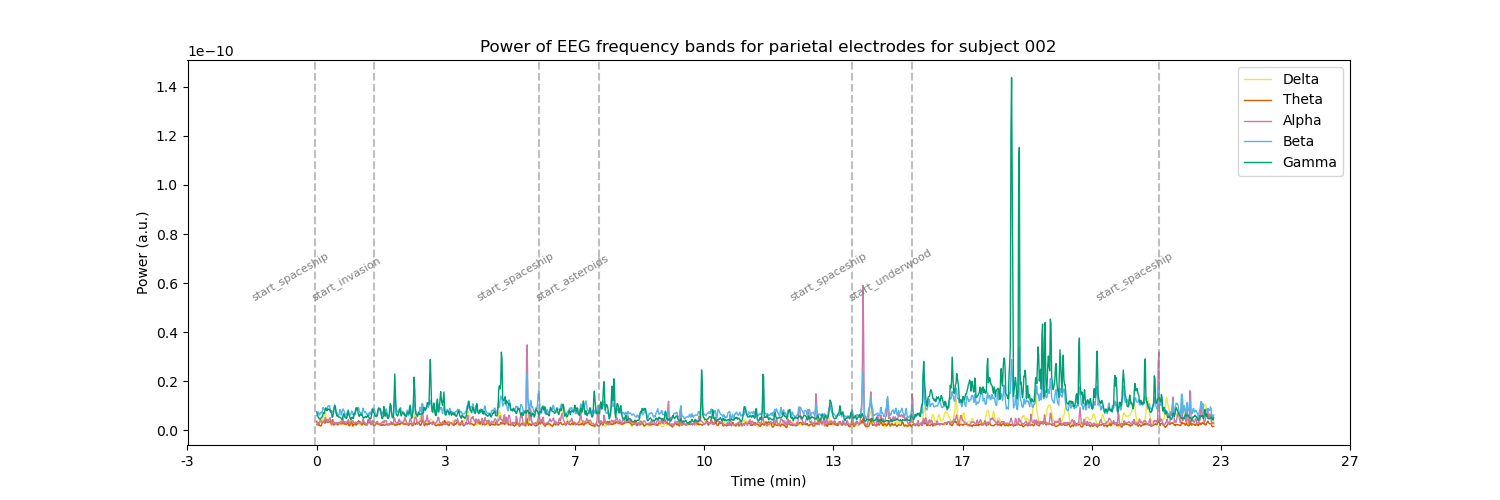 Power of EEG frequency bands for parietal electrodes for subject 002
1e−10
Power (a.u.)
1.4
1.2
1.0
0.8
0.6
0.4
0.2
0.0
start_spaceship
start_invasion
start_spaceship
start_asteroids
start_spaceship
start_underwood
start_spaceship
Delta
Theta
Alpha
Beta
Gamma
-3 0 3 7 10 13 17 20 23 27
Time (min)